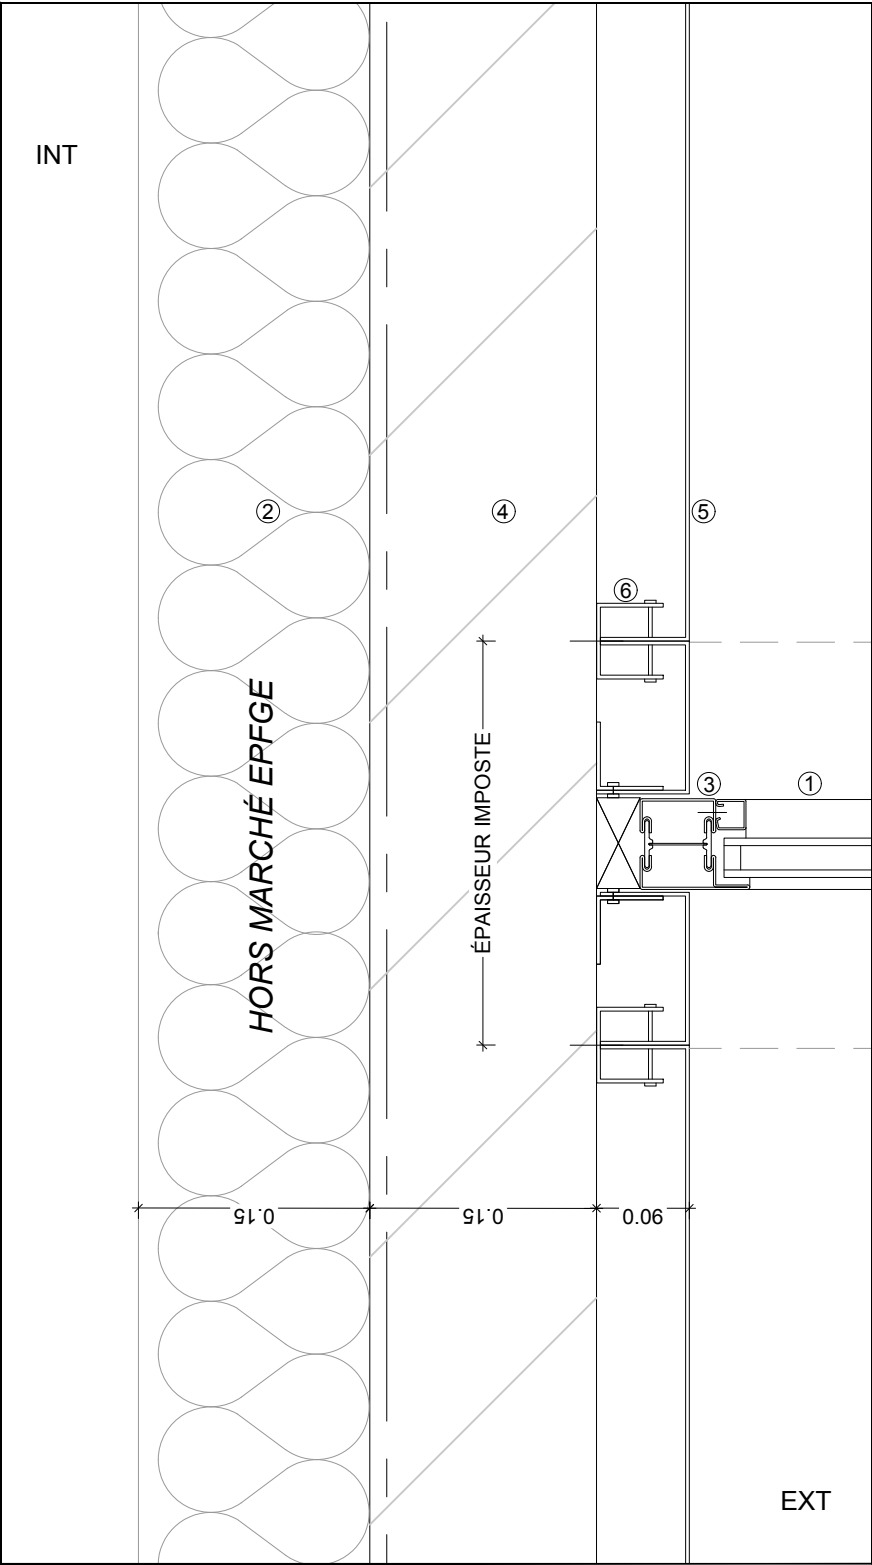 INT
②
④
⑤
⑥
HORS MARCHÉ EPFGE
ÉPAISSEUR IMPOSTE
③
①
0.15
0.15
0.06
EXT